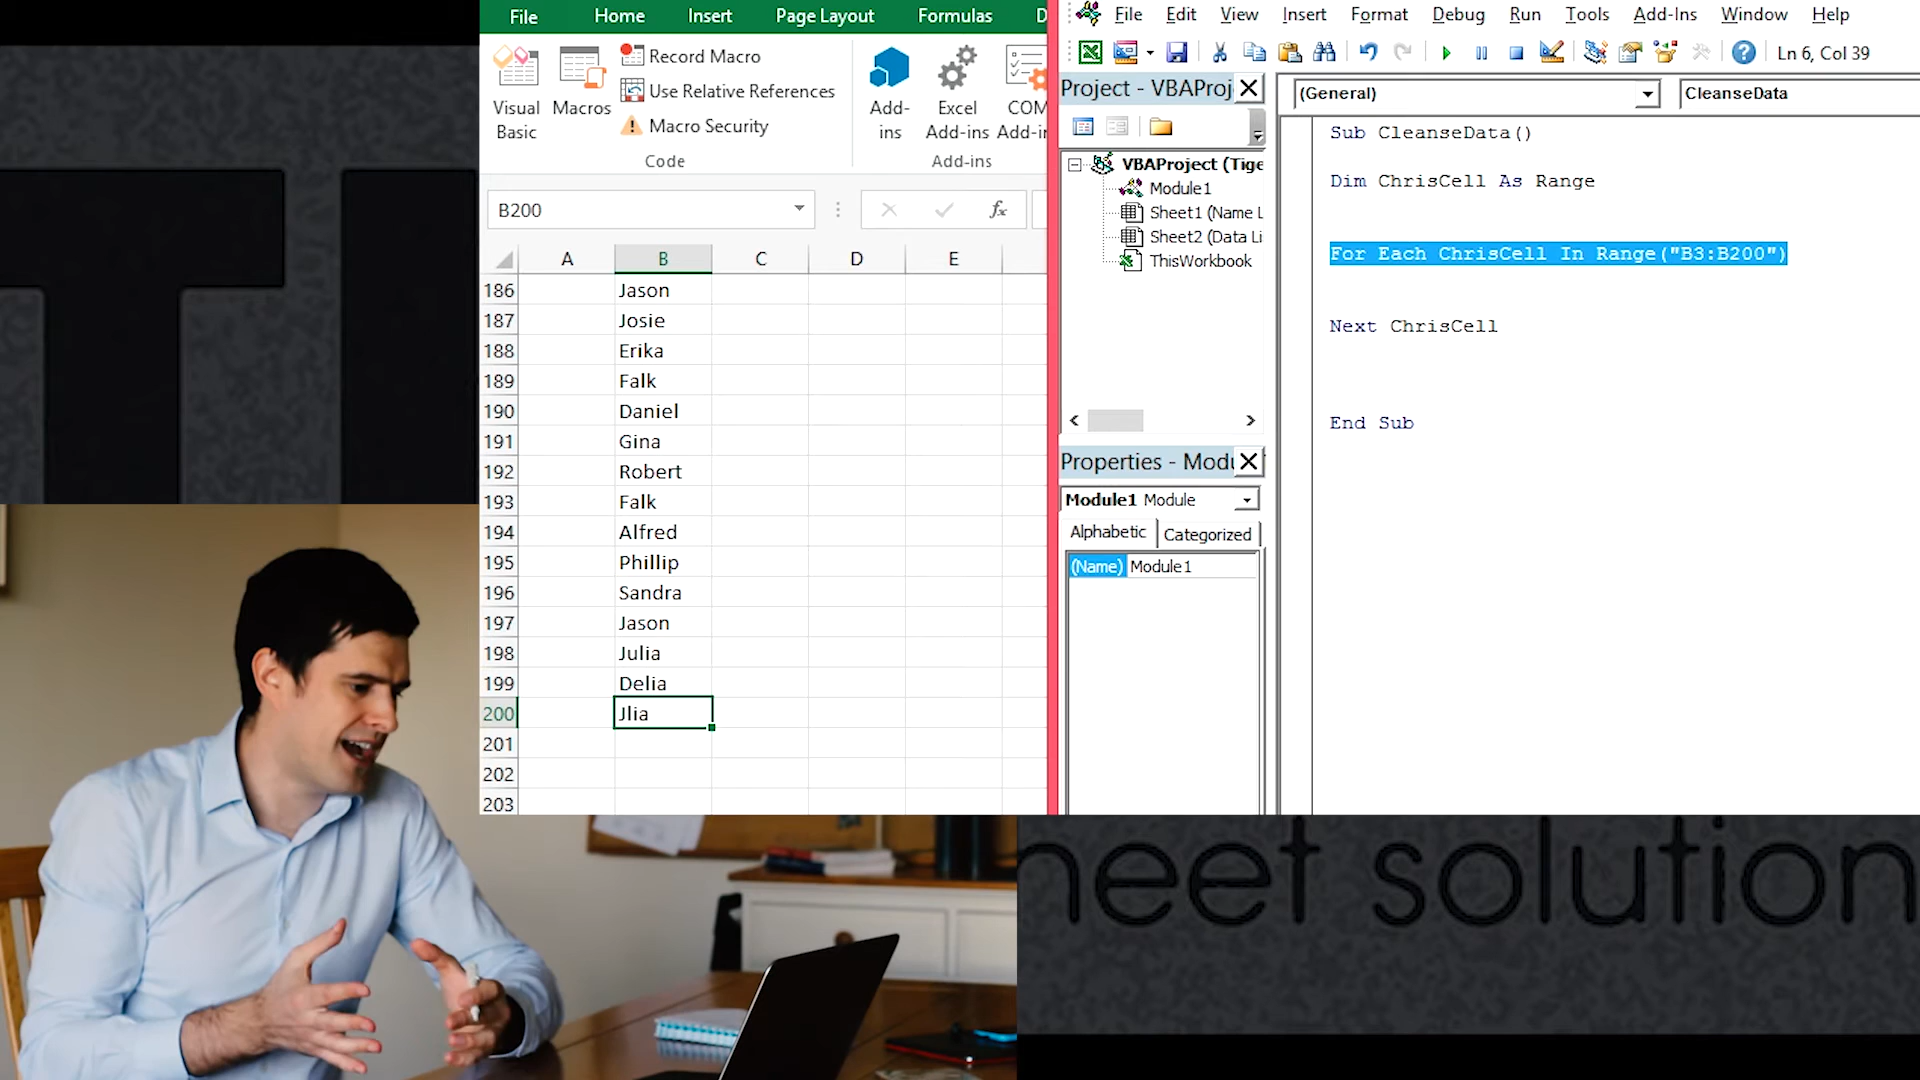 File Home Insert Page Layout Formulas D
Visual Basic
Macros
Record Macro
Use Relative References
Macro Security
Code
Add-ins
Excel Add-ins
COM Add-in
Add-ins
B200
fx
A B C D E
186 Jason
187 Josie
188 Erika
189 Falk
190 Daniel
191 Gina
192 Robert
193 Falk
194 Alfred
195 Phillip
196 Sandra
197 Jason
198 Julia
199 Delia
200 Jlia
201
202
203
File Edit View Insert Format Debug Run Tools Add-Ins Window Help
Ln 6, Col 39
Project - VBAProj
VBAProject (Tige
Module1
Sheet1 (Name L
Sheet2 (Data Li
ThisWorkbook
Properties - Modu
Module1 Module
Alphabetic Categorized
(Name) Module1
(General) CleanseData
Sub CleanseData()
Dim ChrisCell As Range
For Each ChrisCell In Range("B3:B200")
Next ChrisCell
End Sub
heet solution